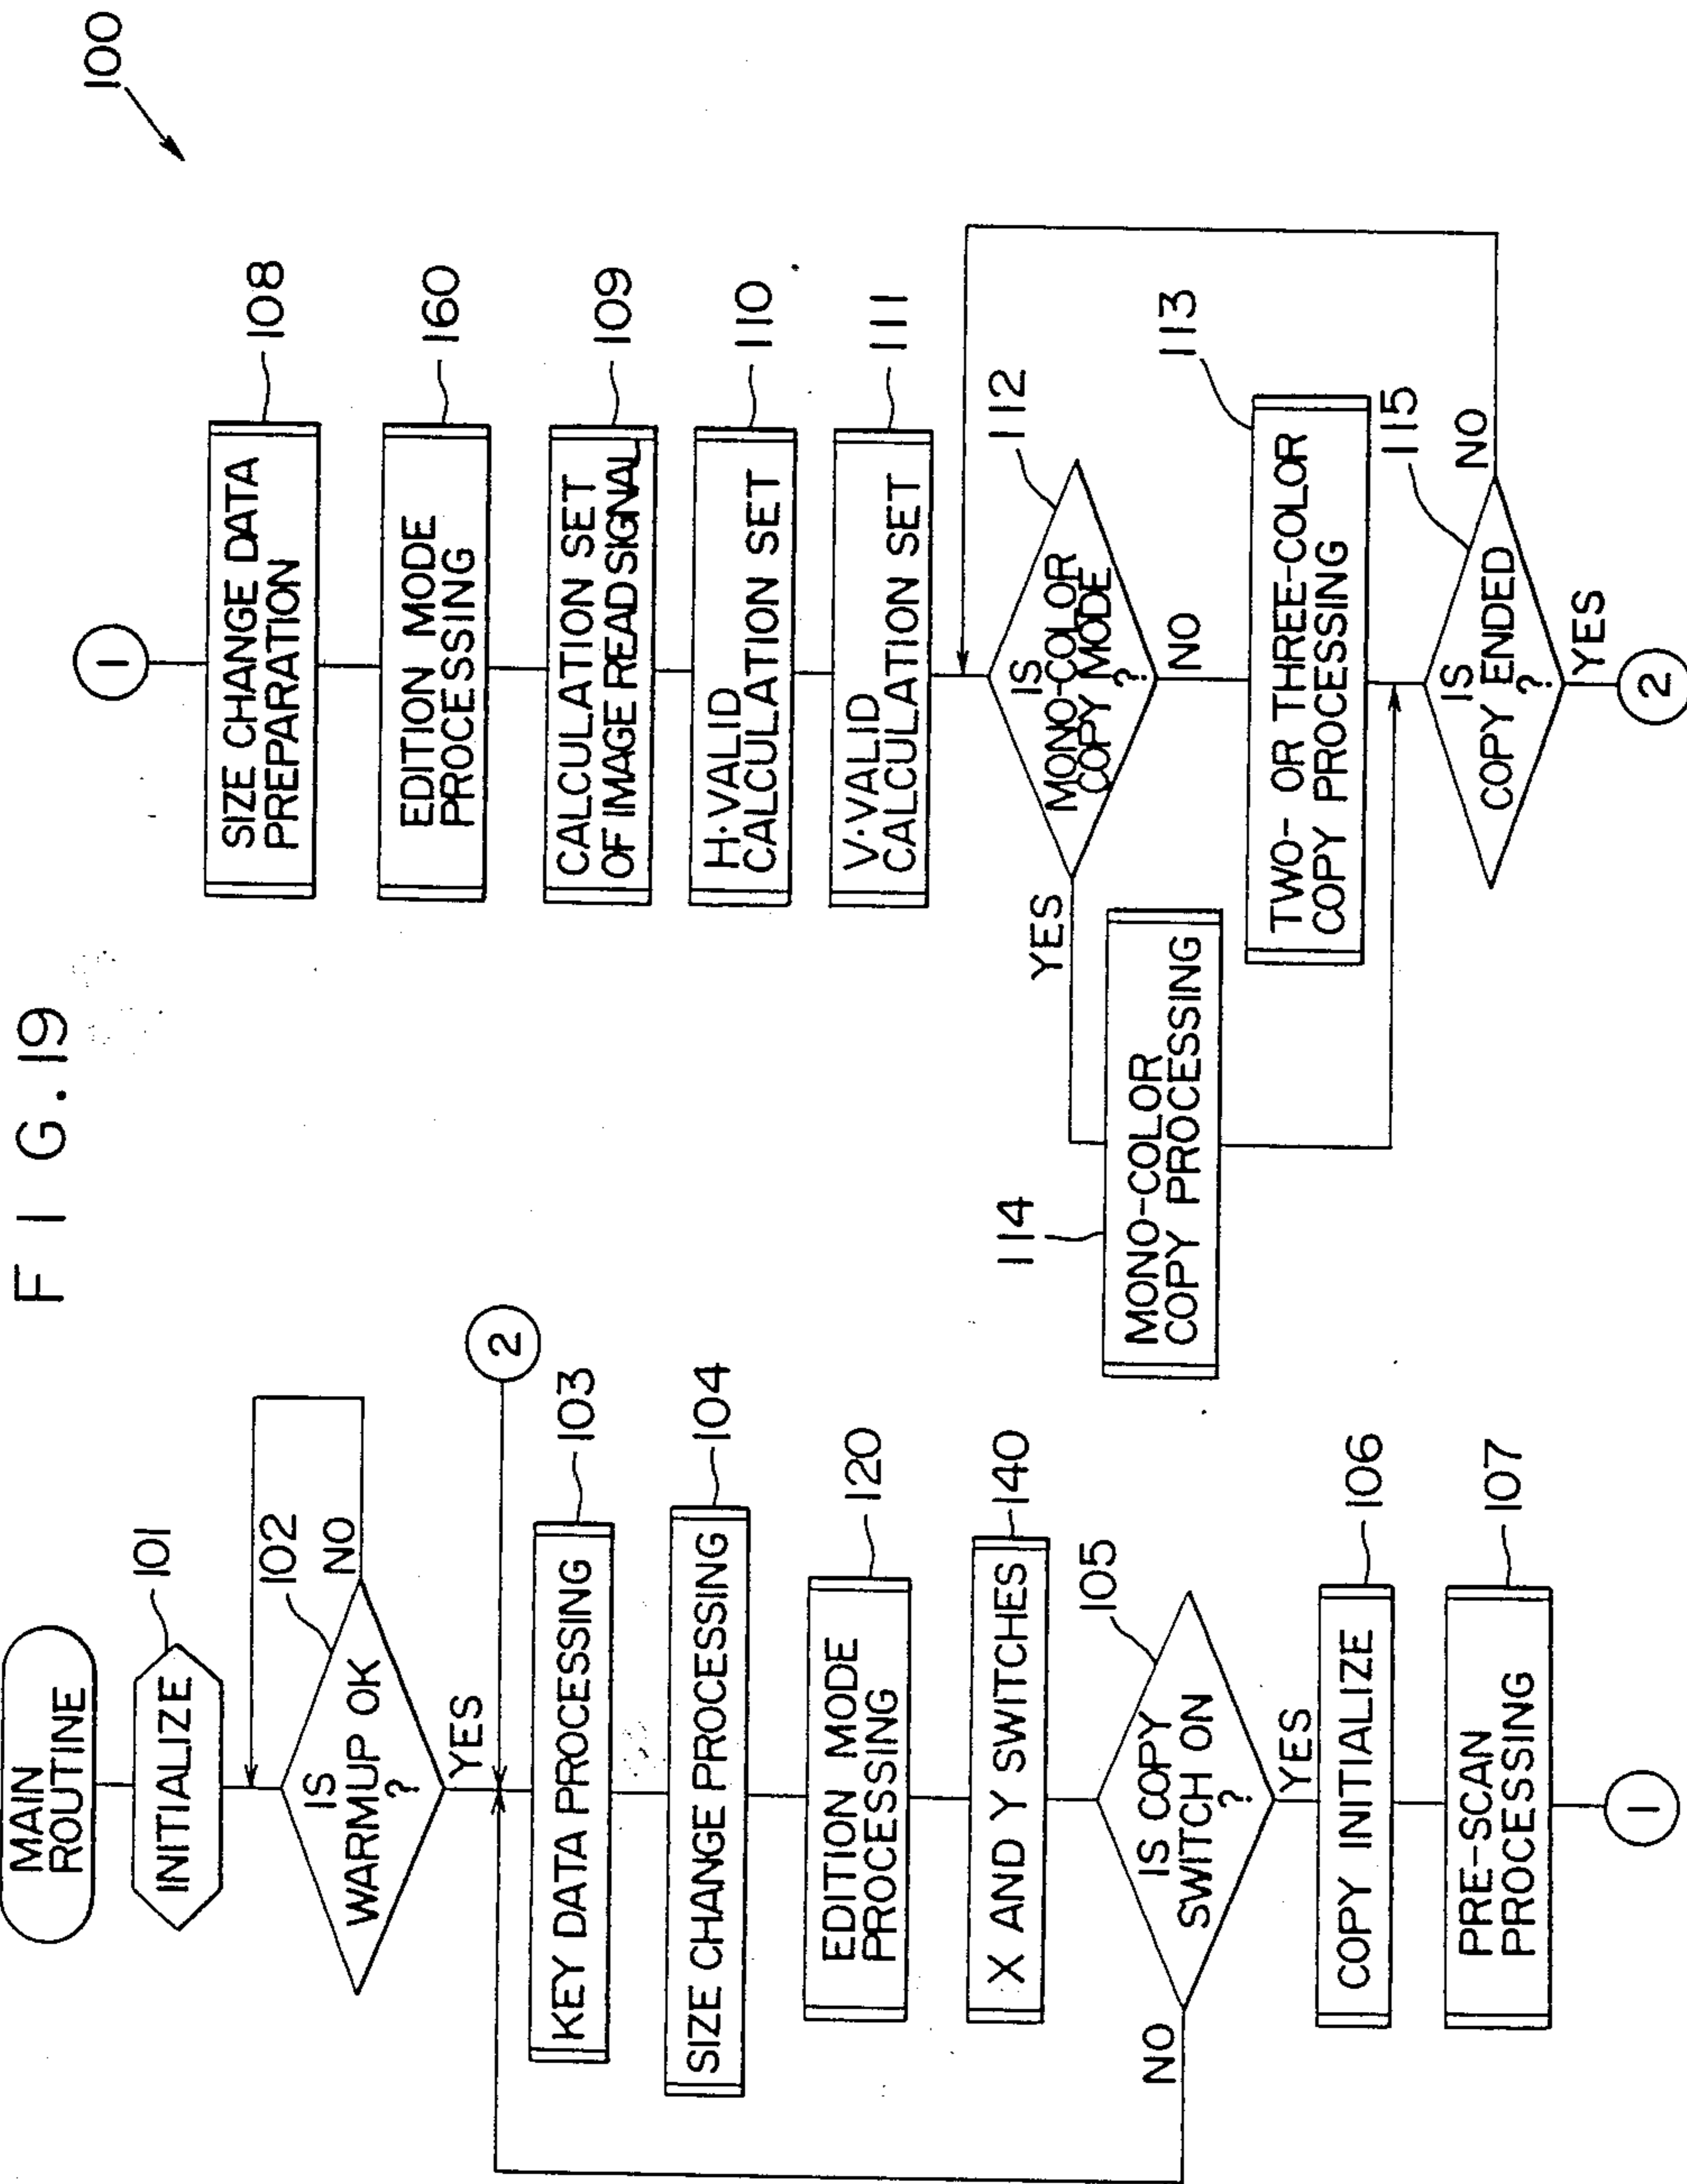 FIG.19
100
MAIN
ROUTINE
INITIALIZE
101
IS
WARMUP OK
?
102
NO
YES
2
KEY DATA PROCESSING
103
SIZE CHANGE PROCESSING
104
EDITION MODE
PROCESSING
120
X AND Y SWITCHES
140
IS COPY
SWITCH ON
?
105
NO
YES
COPY INITIALIZE
106
PRE-SCAN
PROCESSING
107
1
1
SIZE CHANGE DATA
PREPARATION
108
EDITION MODE
PROCESSING
160
CALCULATION SET
OF IMAGE READ SIGNAL
109
H·VALID
CALCULATION SET
110
V·VALID
CALCULATION SET
111
IS
MONO-COLOR
COPY MODE
?
112
YES
NO
MONO-COLOR
COPY PROCESSING
114
TWO- OR THREE-COLOR
COPY PROCESSING
113
IS
COPY ENDED
?
115
NO
YES
2